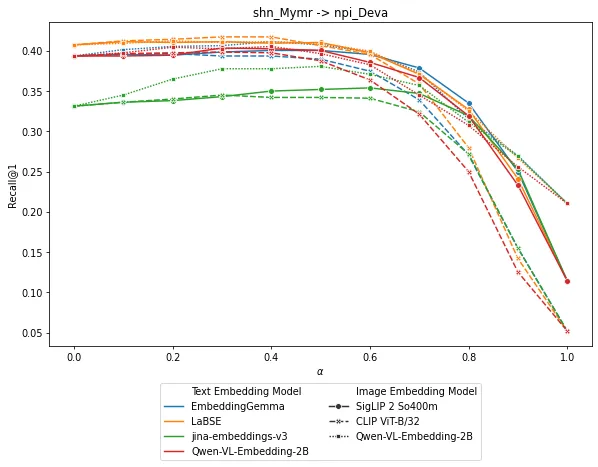 shn_Mymr -> npi_Deva
Recall@1
0.40
0.35
0.30
0.25
0.20
0.15
0.10
0.05
0.0 0.2 0.4 0.6 0.8 1.0
α
Text Embedding Model Image Embedding Model
EmbeddingGemma SigLIP 2 So400m
LaBSE CLIP ViT-B/32
jina-embeddings-v3 Qwen-VL-Embedding-2B
Qwen-VL-Embedding-2B